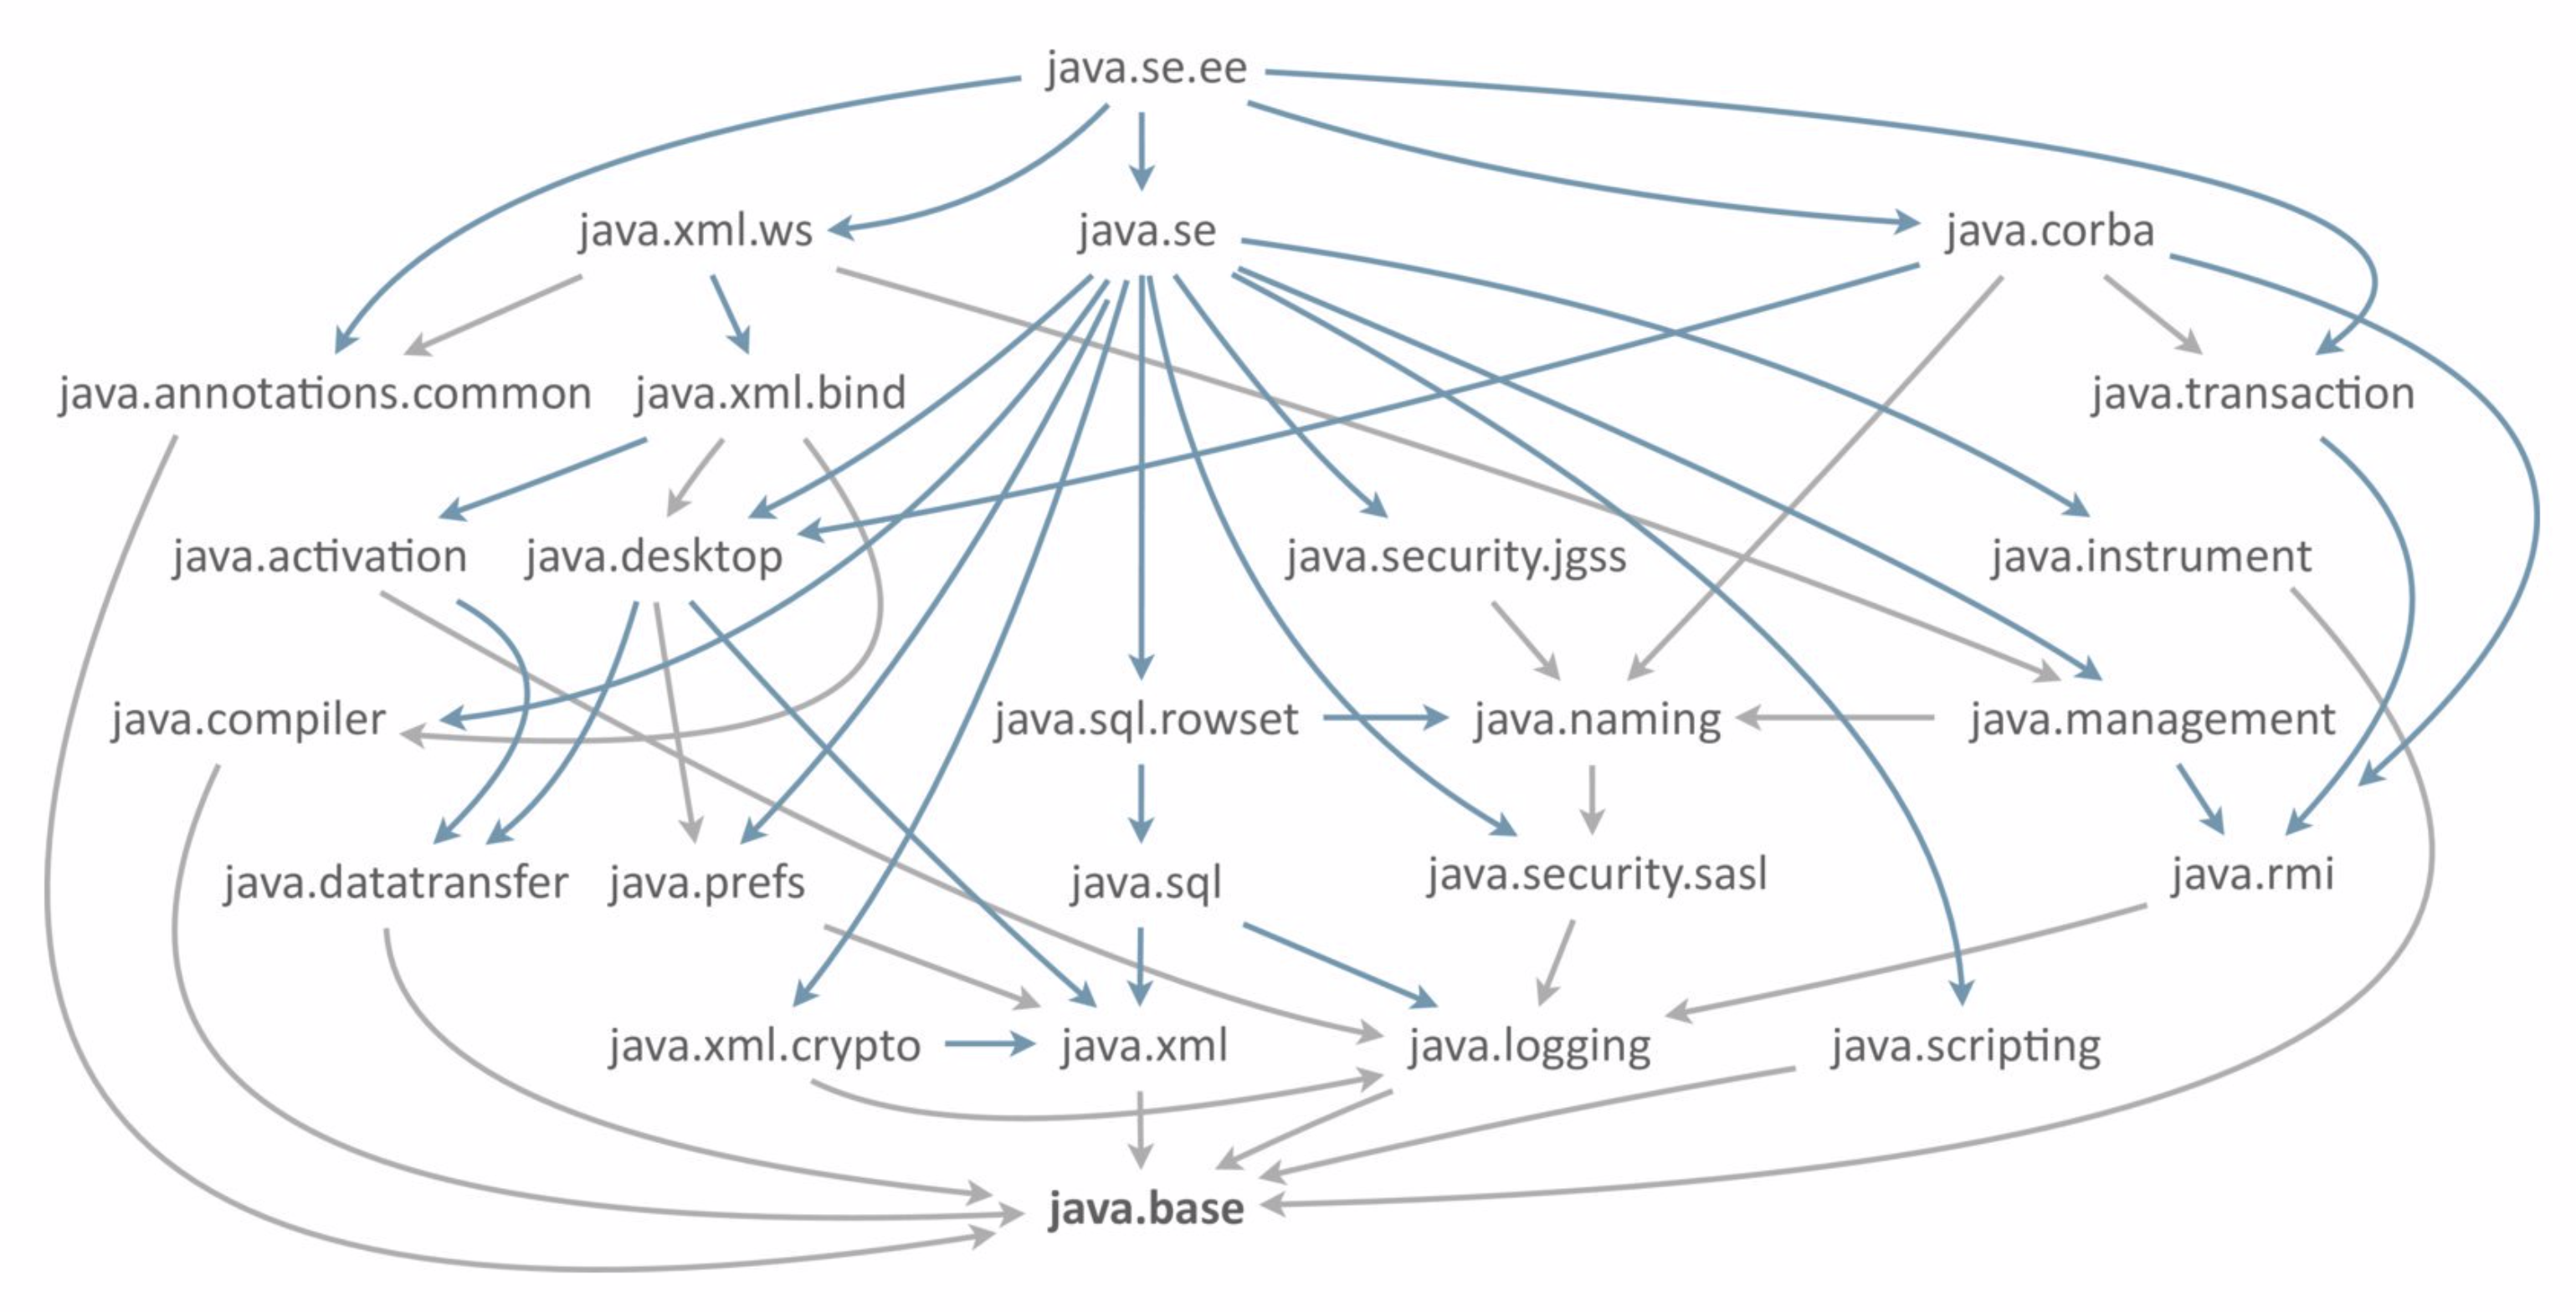 java.se.ee
java.xml.ws
java.se
java.corba
java.annotations.common
java.xml.bind
java.transaction
java.activation
java.desktop
java.security.jgss
java.instrument
java.compiler
java.sql.rowset
java.naming
java.management
java.datatransfer
java.prefs
java.sql
java.security.sasl
java.rmi
java.xml.crypto
java.xml
java.logging
java.scripting
java.base